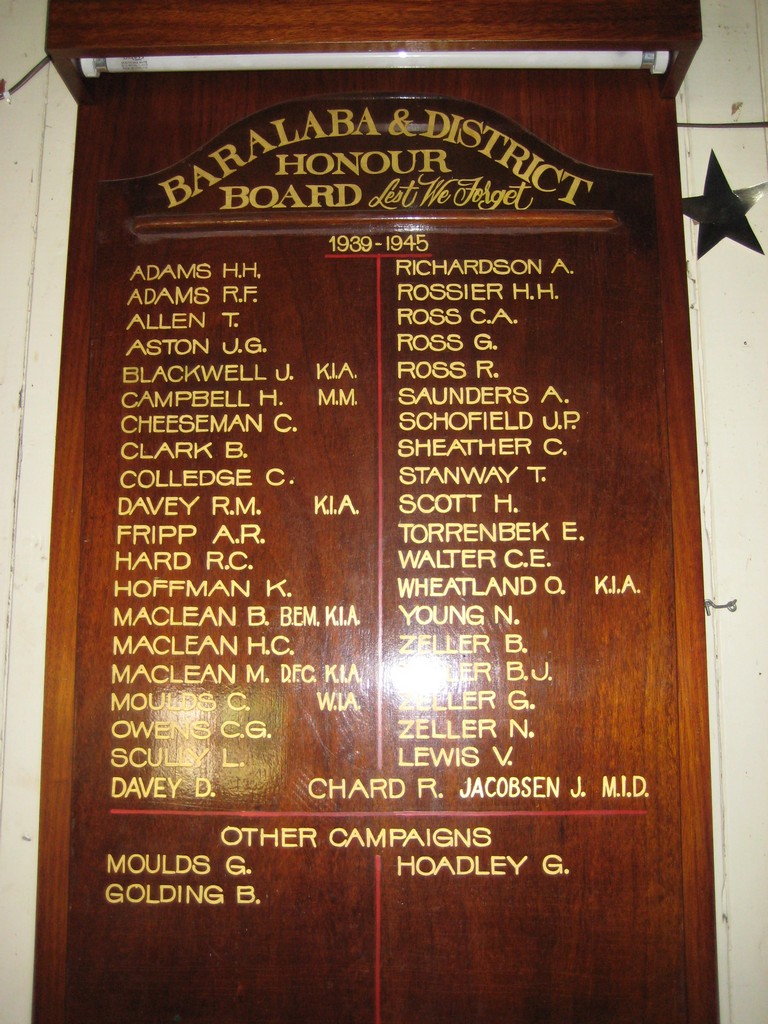 BARALABA & DISTRICT
HONOUR
BOARD Lest We Forget
1939-1945
ADAMS H.H.
ADAMS R.F.
ALLEN T.
ASTON J.G.
BLACKWELL J. K.I.A.
CAMPBELL H. M.M.
CHEESEMAN C.
CLARK B.
COLLEDGE C.
DAVEY R.M. K.I.A.
FRIPP A.R.
HARD R.C.
HOFFMAN K.
MACLEAN B. B.E.M. K.I.A.
MACLEAN H.C.
MACLEAN M. D.F.C. K.I.A.
MOULDS C. W.I.A.
OWENS C.G.
SCULLY L.
RICHARDSON A.
ROSSIER H.H.
ROSS C.A.
ROSS G.
ROSS R.
SAUNDERS A.
SCHOFIELD J.P.
SHEATHER C.
STANWAY T.
SCOTT H.
TORRENBEK E.
WALTER C.E.
WHEATLAND O. K.I.A.
YOUNG N.
ZELLER B.
ZELLER B.J.
ZELLER G.
ZELLER N.
LEWIS V.
DAVEY D. CHARD R. JACOBSEN J. M.I.D.
OTHER CAMPAIGNS
MOULDS G.
GOLDING B.
HOADLEY G.